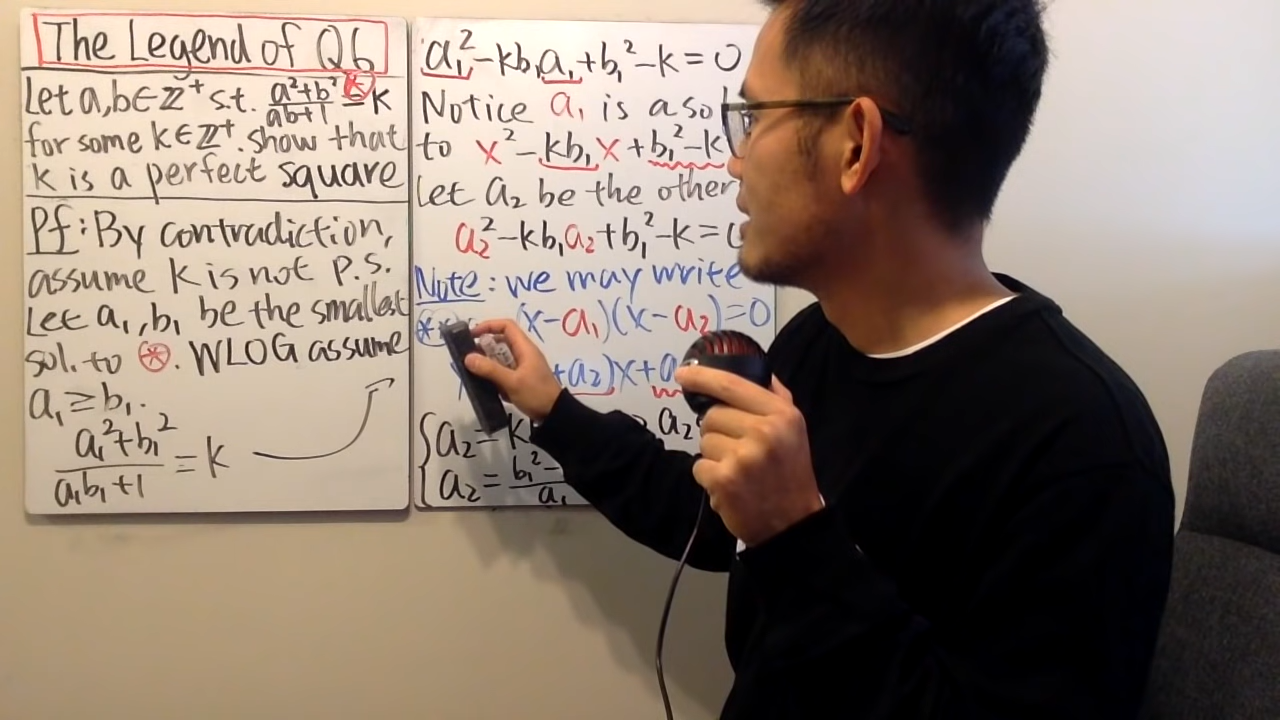 The Legend of Q6
Let a,b∈ℤ⁺ s.t. (a²+b²)/(ab+1) = k ⊛
for some k∈ℤ⁺. show that
k is a perfect square
Pf: By contradiction,
assume k is not P.S.
Let a₁, b₁ be the smallest
sol. to ⊛. WLOG assume
a₁ ≥ b₁.
(a₁²+b₁²)/(a₁b₁+1) = k
a₁²-kb₁a₁+b₁²-k=0
Notice a₁ is a sol
to x²-kb₁x+b₁²-k
Let a₂ be the other
a₂²-kb₁a₂+b₁²-k=0
Note: we may write
(x-a₁)(x-a₂)=0
+a₂)x+a
a₂=k a₂
a₂= b₁²- / a₁